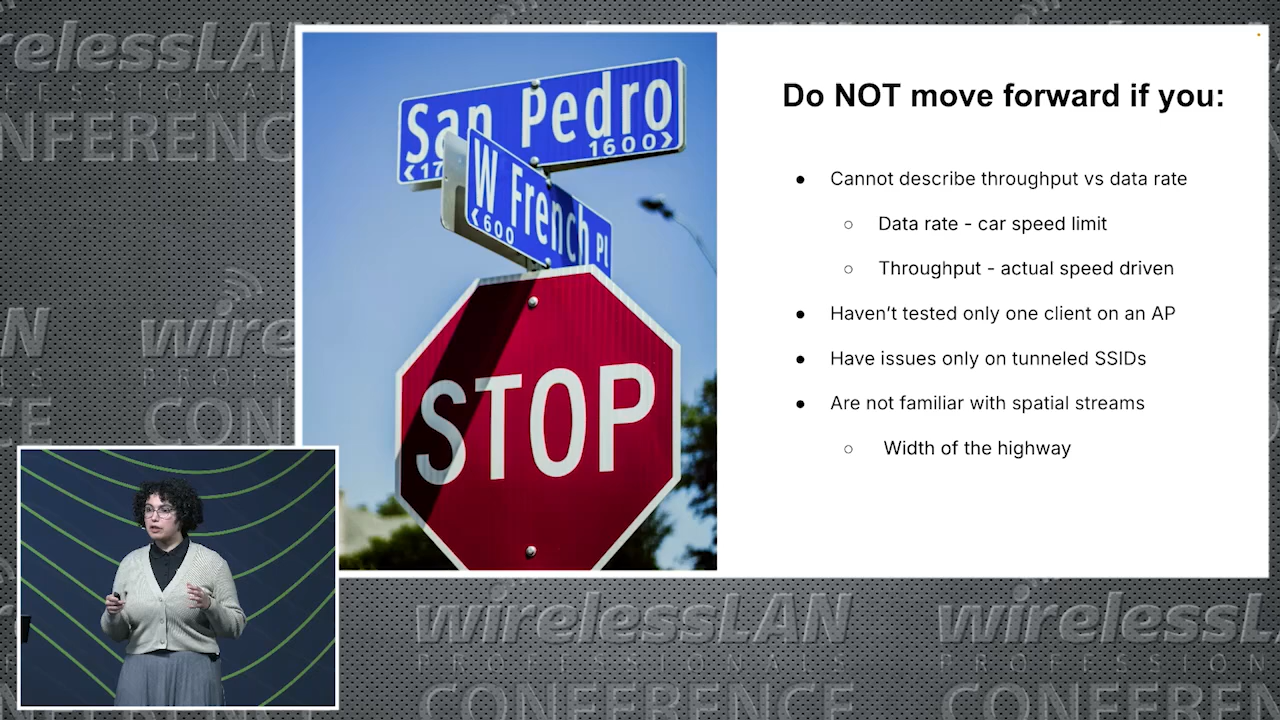 Do NOT move forward if you:
● Cannot describe throughput vs data rate
○ Data rate - car speed limit
○ Throughput - actual speed driven
● Haven’t tested only one client on an AP
● Have issues only on tunneled SSIDs
● Are not familiar with spatial streams
○ Width of the highway
San Pedro
1600
W French Pl
600
STOP
wirelessLAN
PROFESSIONALS
CONFERENCE